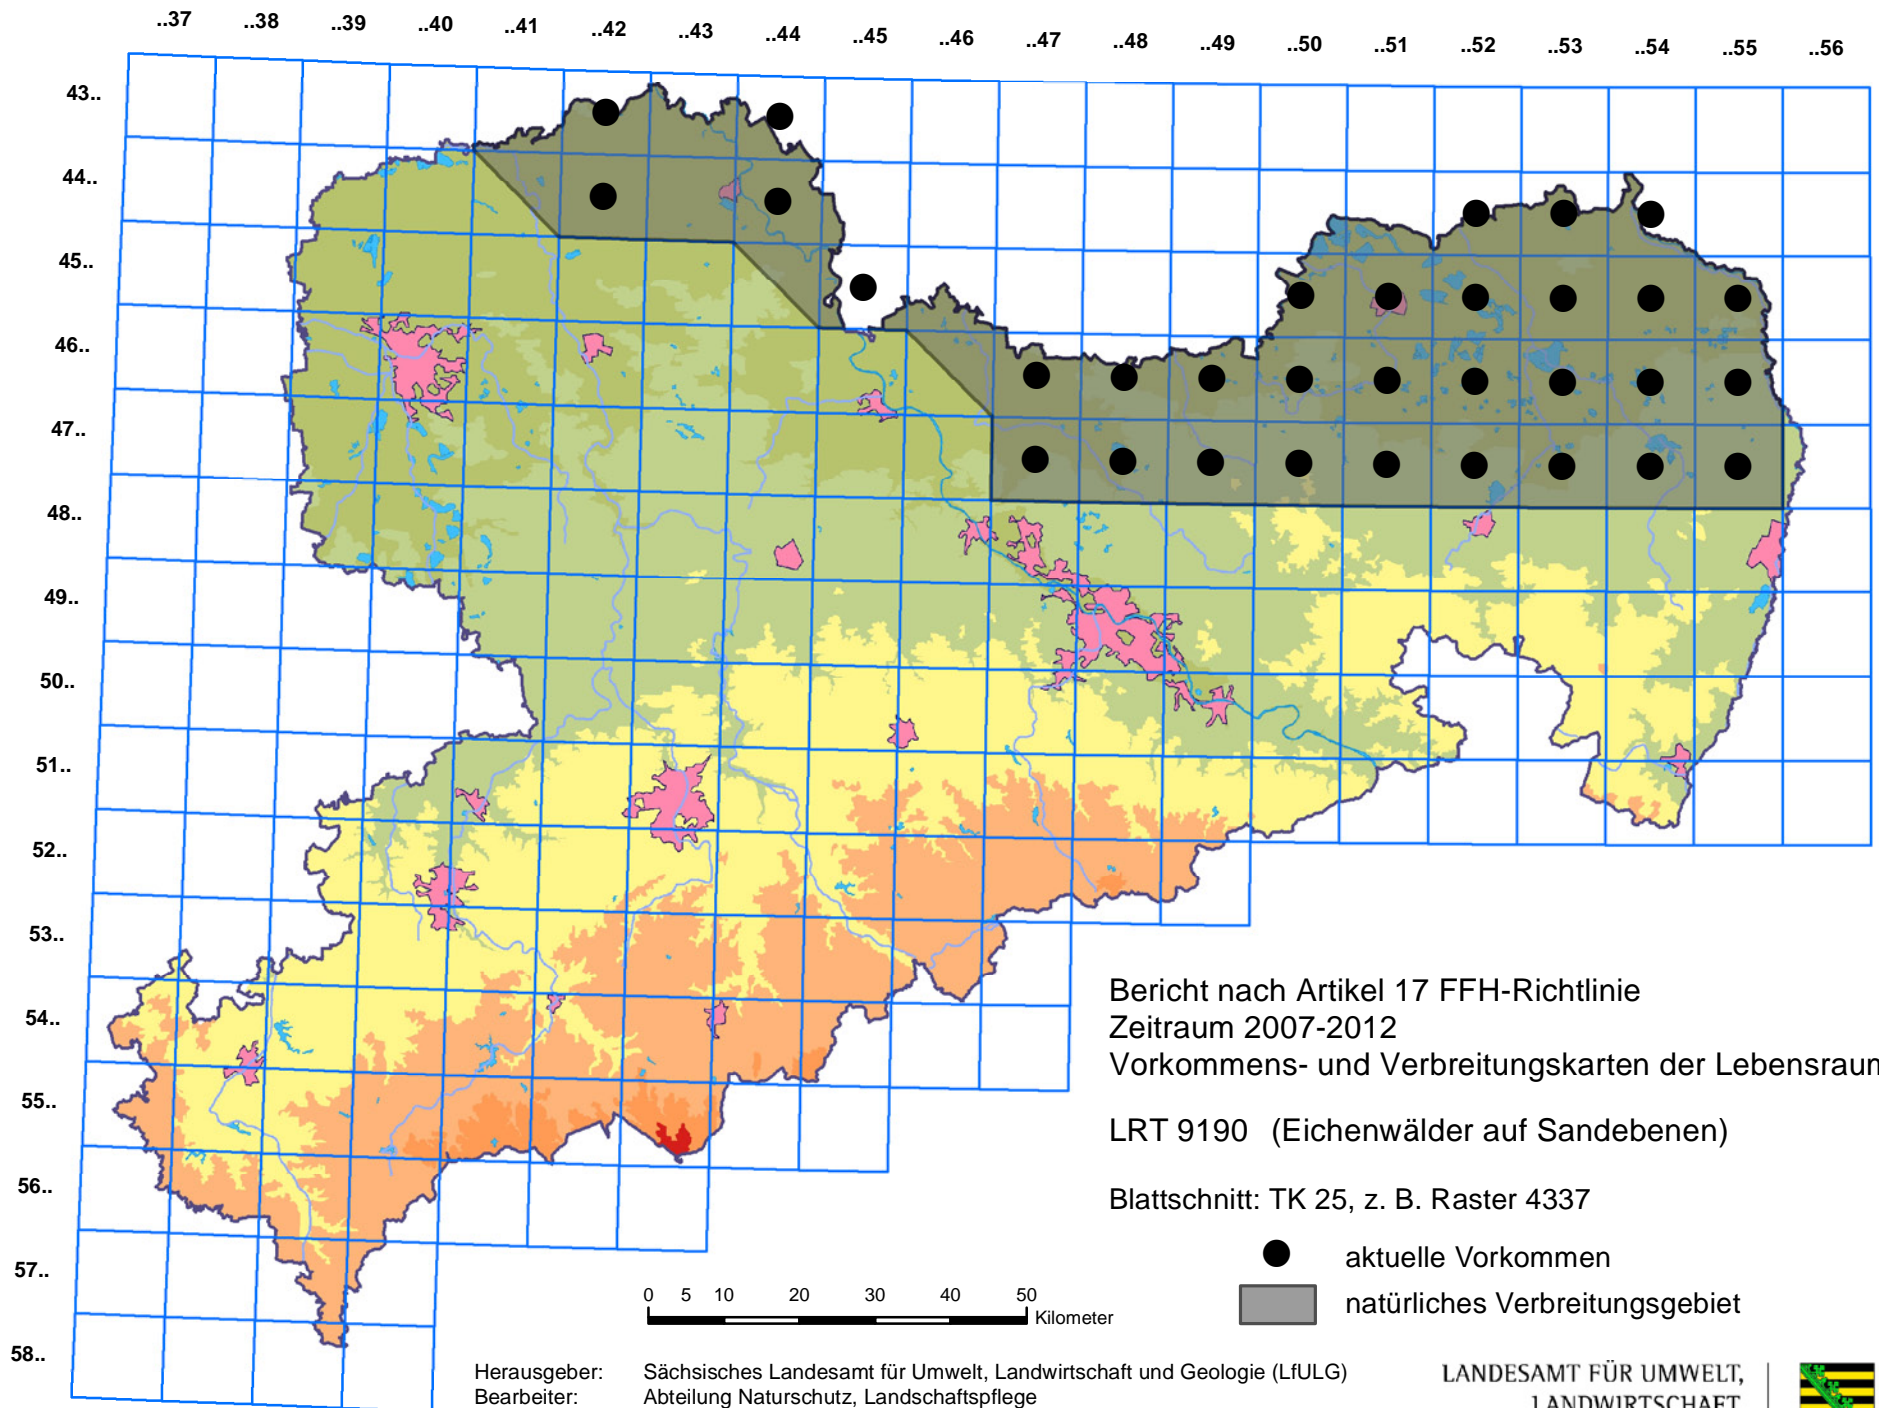 ..37 ..38 ..39 ..40 ..41 ..42 ..43 ..44 ..45 ..46 ..47 ..48 ..49 ..50 ..51 ..52 ..53 ..54 ..55 ..56
43..
44..
45..
46..
47..
48..
49..
50..
51..
52..
53..
54..
55..
56..
57..
58..
Bericht nach Artikel 17 FFH-Richtlinie
Zeitraum 2007-2012
Vorkommens- und Verbreitungskarten der Lebensraum
LRT 9190 (Eichenwälder auf Sandebenen)
Blattschnitt: TK 25, z. B. Raster 4337
aktuelle Vorkommen
natürliches Verbreitungsgebiet
0 5 10 20 30 40 50
Kilometer
Herausgeber: Sächsisches Landesamt für Umwelt, Landwirtschaft und Geologie (LfULG)
Bearbeiter: Abteilung Naturschutz, Landschaftspflege
LANDESAMT FÜR UMWELT,
LANDWIRTSCHAFT